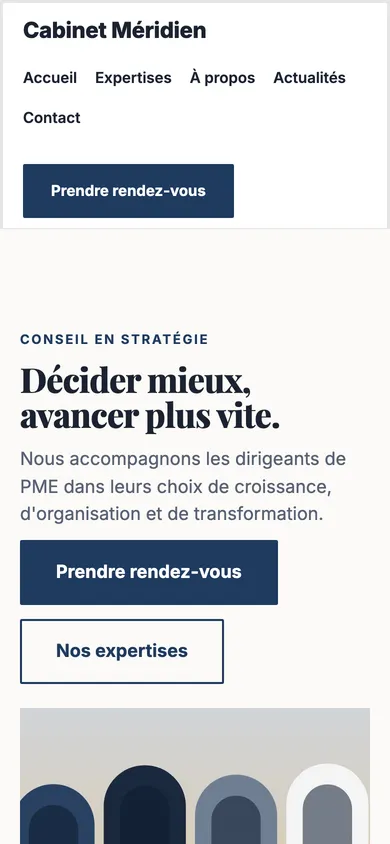 Cabinet Méridien
Accueil Expertises À propos Actualités
Contact
Prendre rendez-vous
CONSEIL EN STRATÉGIE
Décider mieux,
avancer plus vite.
Nous accompagnons les dirigeants de
PME dans leurs choix de croissance,
d'organisation et de transformation.
Prendre rendez-vous
Nos expertises